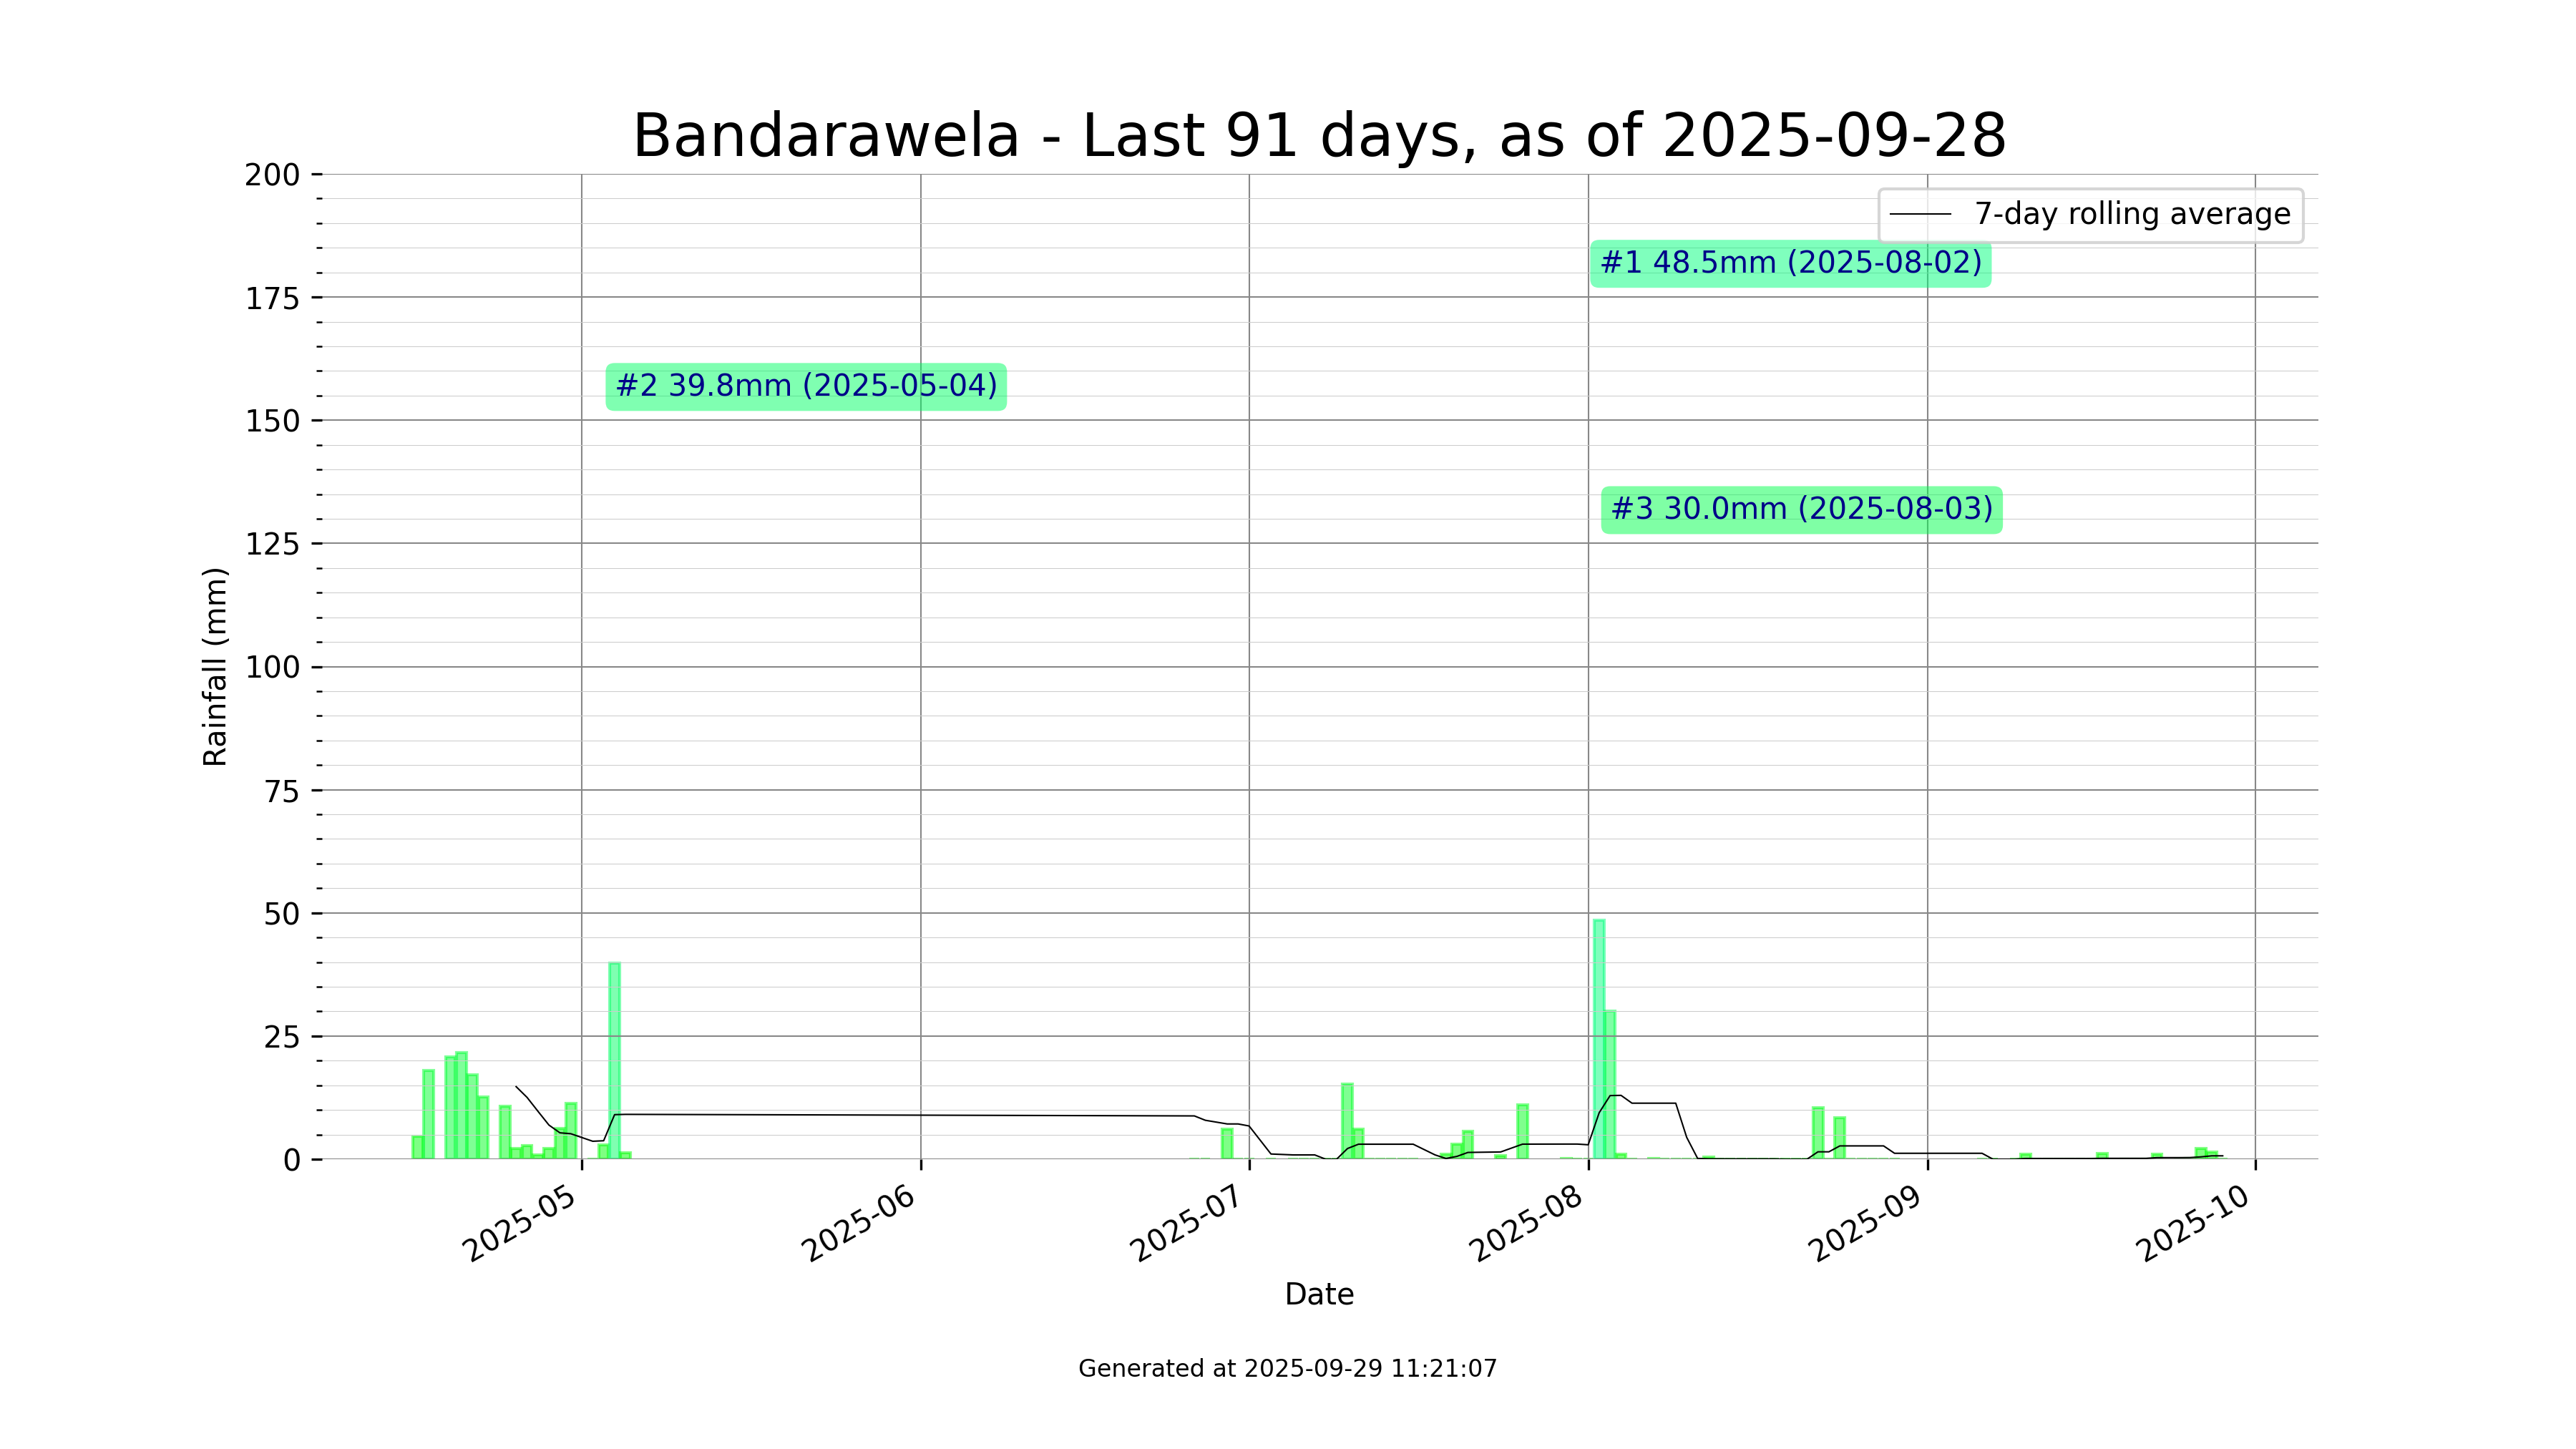 Bandarawela - Last 91 days, as of 2025-09-28
200
175
150
125
100
75
50
25
0
Rainfall (mm)
7-day rolling average
#1 48.5mm (2025-08-02)
#2 39.8mm (2025-05-04)
#3 30.0mm (2025-08-03)
2025-05
2025-06
2025-07
2025-08
2025-09
2025-10
Date
Generated at 2025-09-29 11:21:07